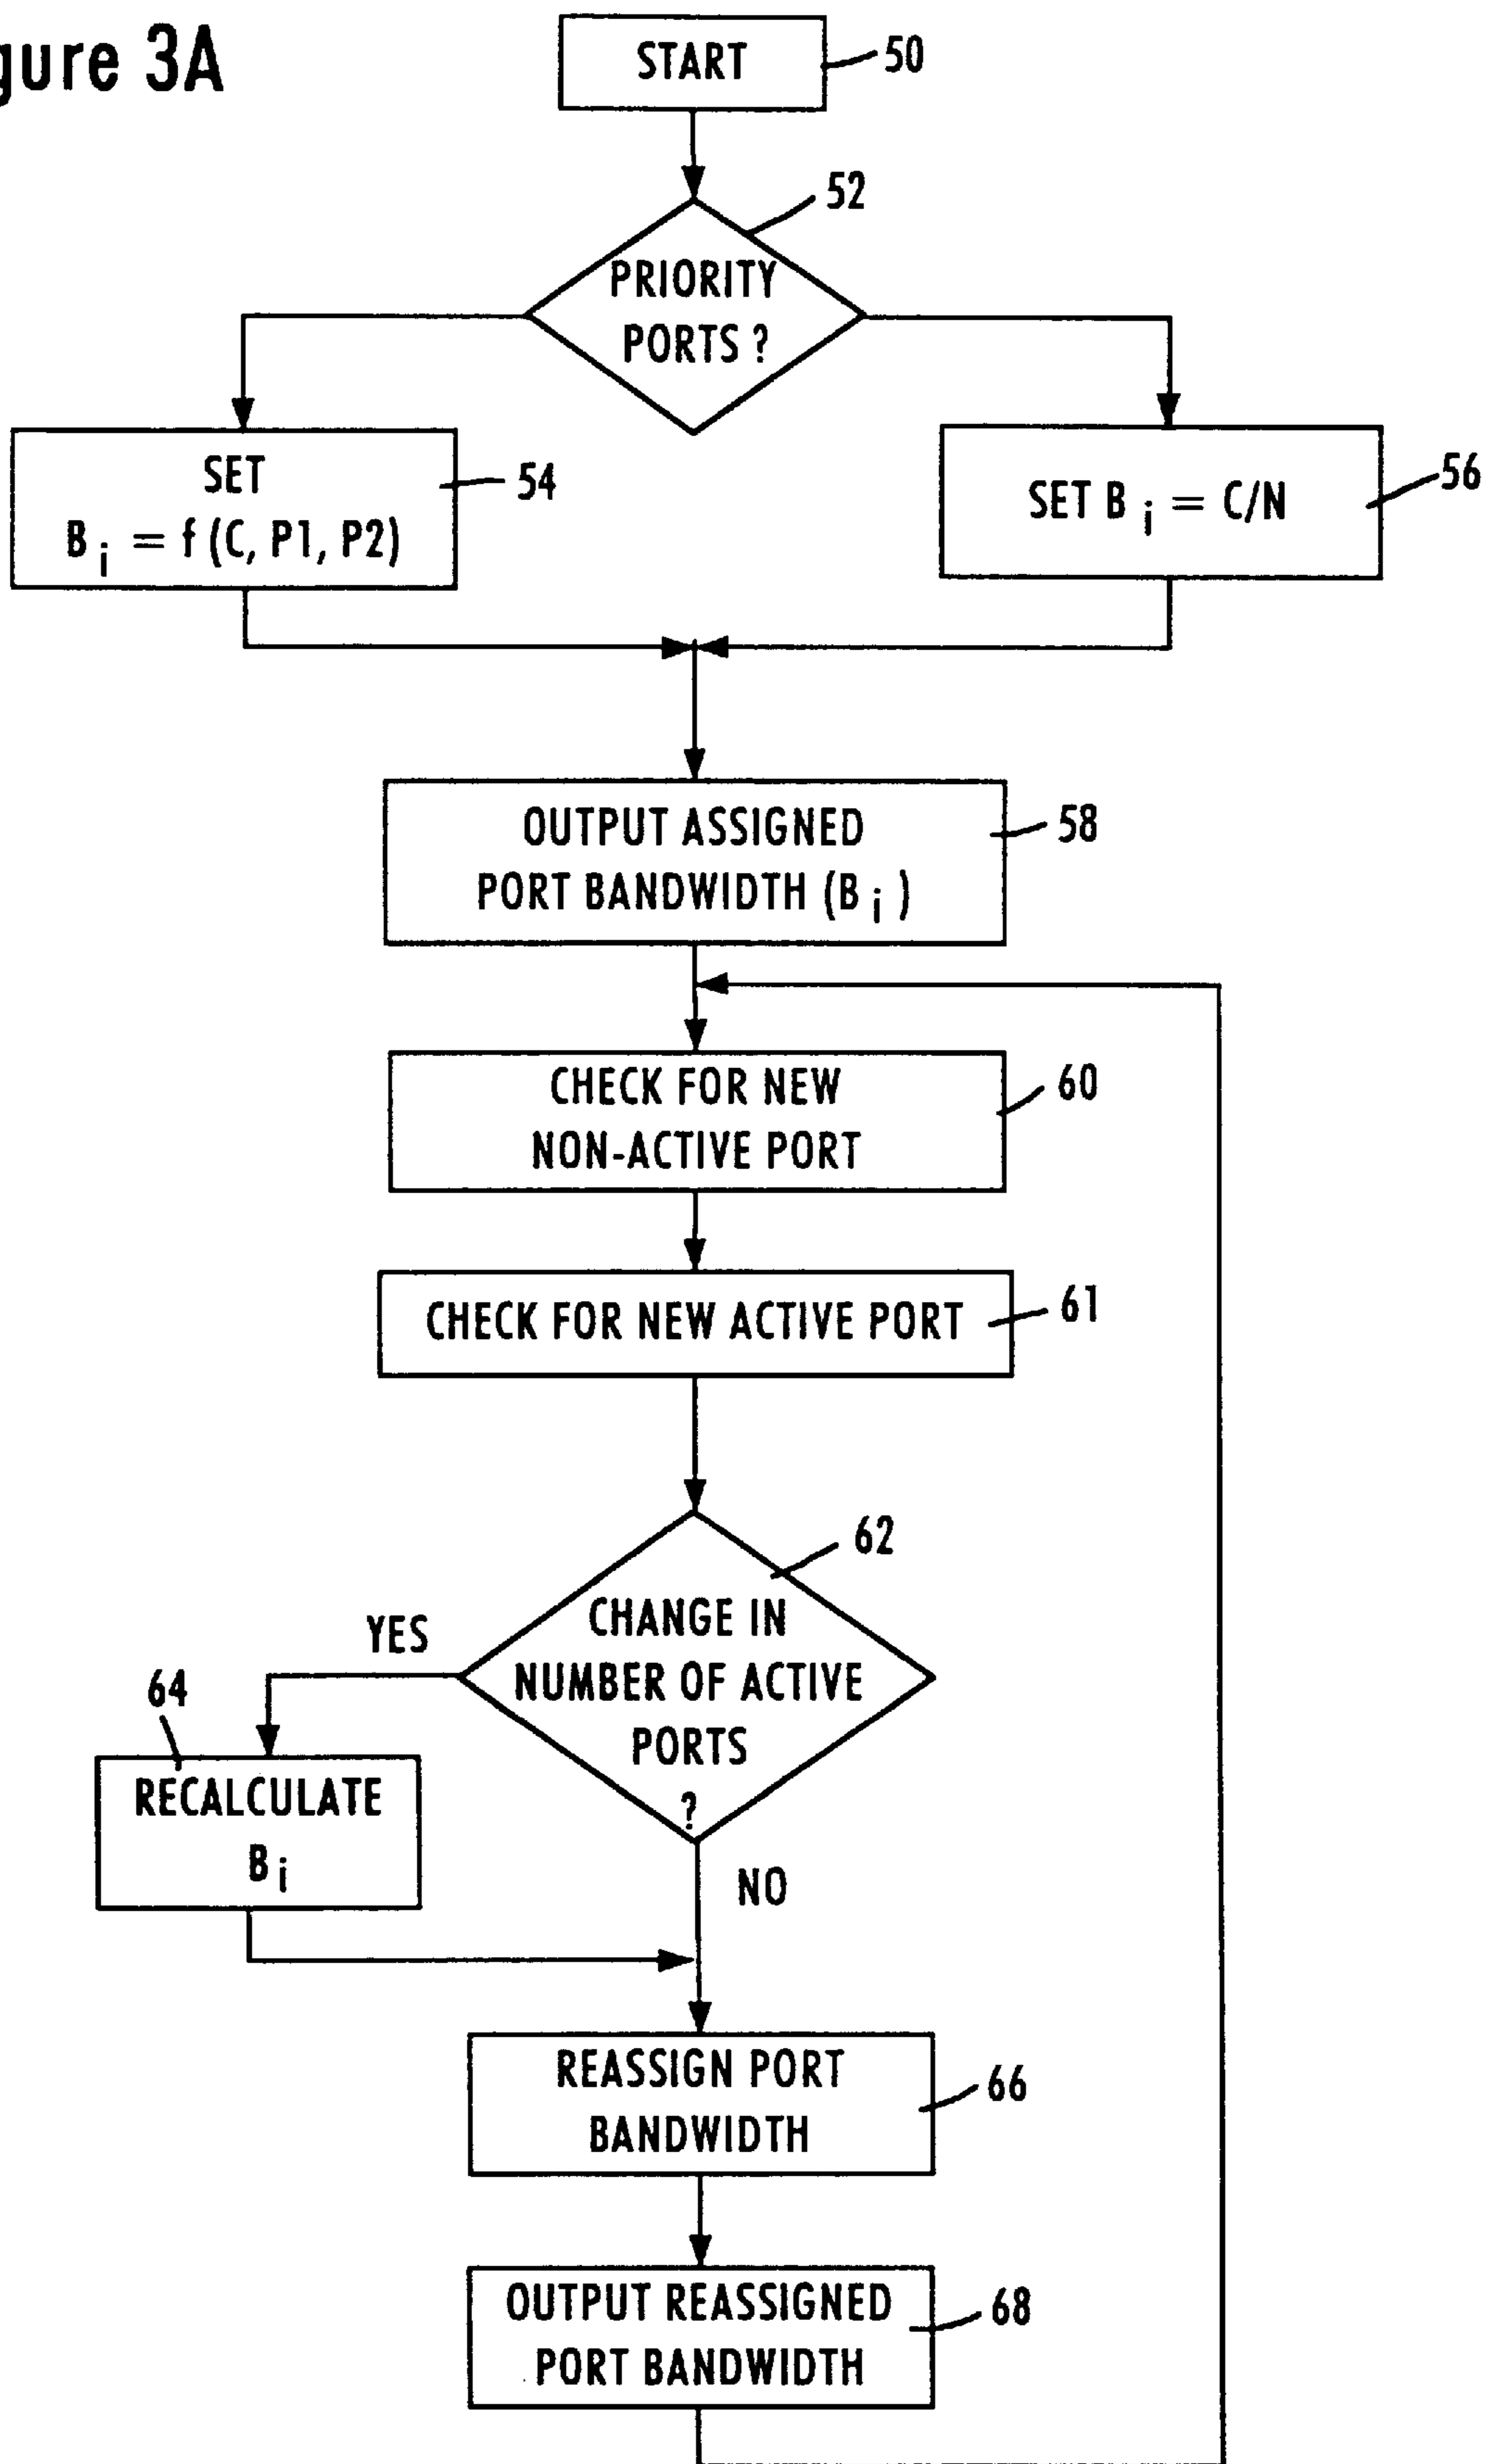 gure 3A
START
50
52
PRIORITY
PORTS ?
SET
B i = f (C, P1, P2)
54
SET B i = C/N
56
OUTPUT ASSIGNED
PORT BANDWIDTH (B i )
58
CHECK FOR NEW
NON-ACTIVE PORT
60
CHECK FOR NEW ACTIVE PORT
61
62
CHANGE IN
NUMBER OF ACTIVE
PORTS
?
YES
64
RECALCULATE
B i
NO
REASSIGN PORT
BANDWIDTH
66
OUTPUT REASSIGNED
PORT BANDWIDTH
68